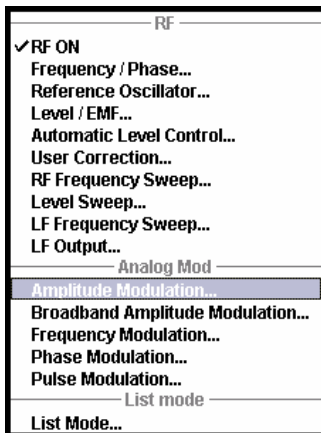 RF
RF ON
Frequency / Phase...
Reference Oscillator...
Level / EMF...
Automatic Level Control...
User Correction...
RF Frequency Sweep...
Level Sweep...
LF Frequency Sweep...
LF Output...
Analog Mod
Amplitude Modulation...
Broadband Amplitude Modulation...
Frequency Modulation...
Phase Modulation...
Pulse Modulation...
List mode
List Mode...